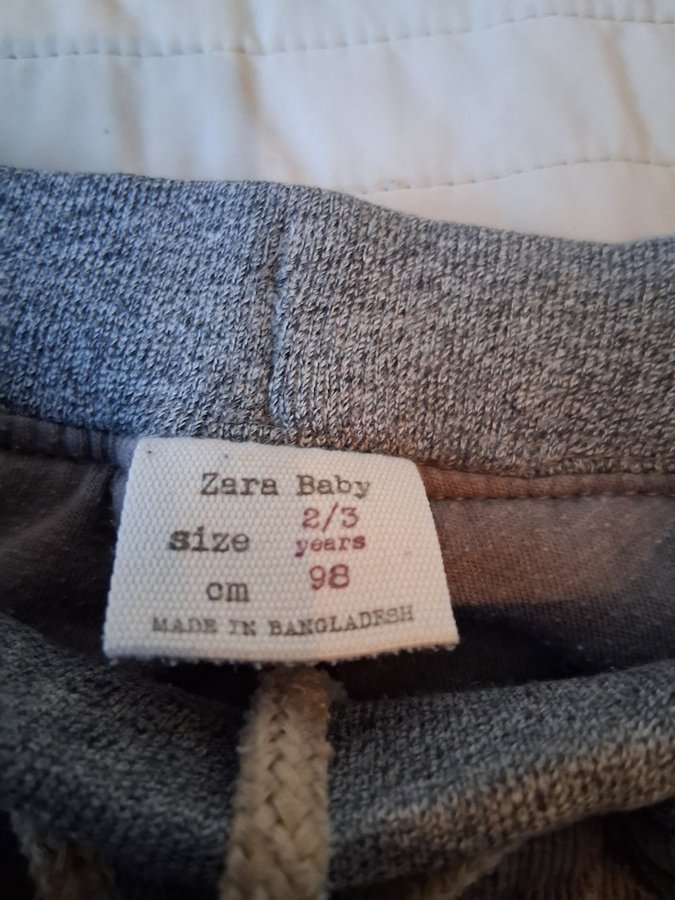 Zara Baby
size 2/3 years
cm 98
MADE IN BANGLADESH